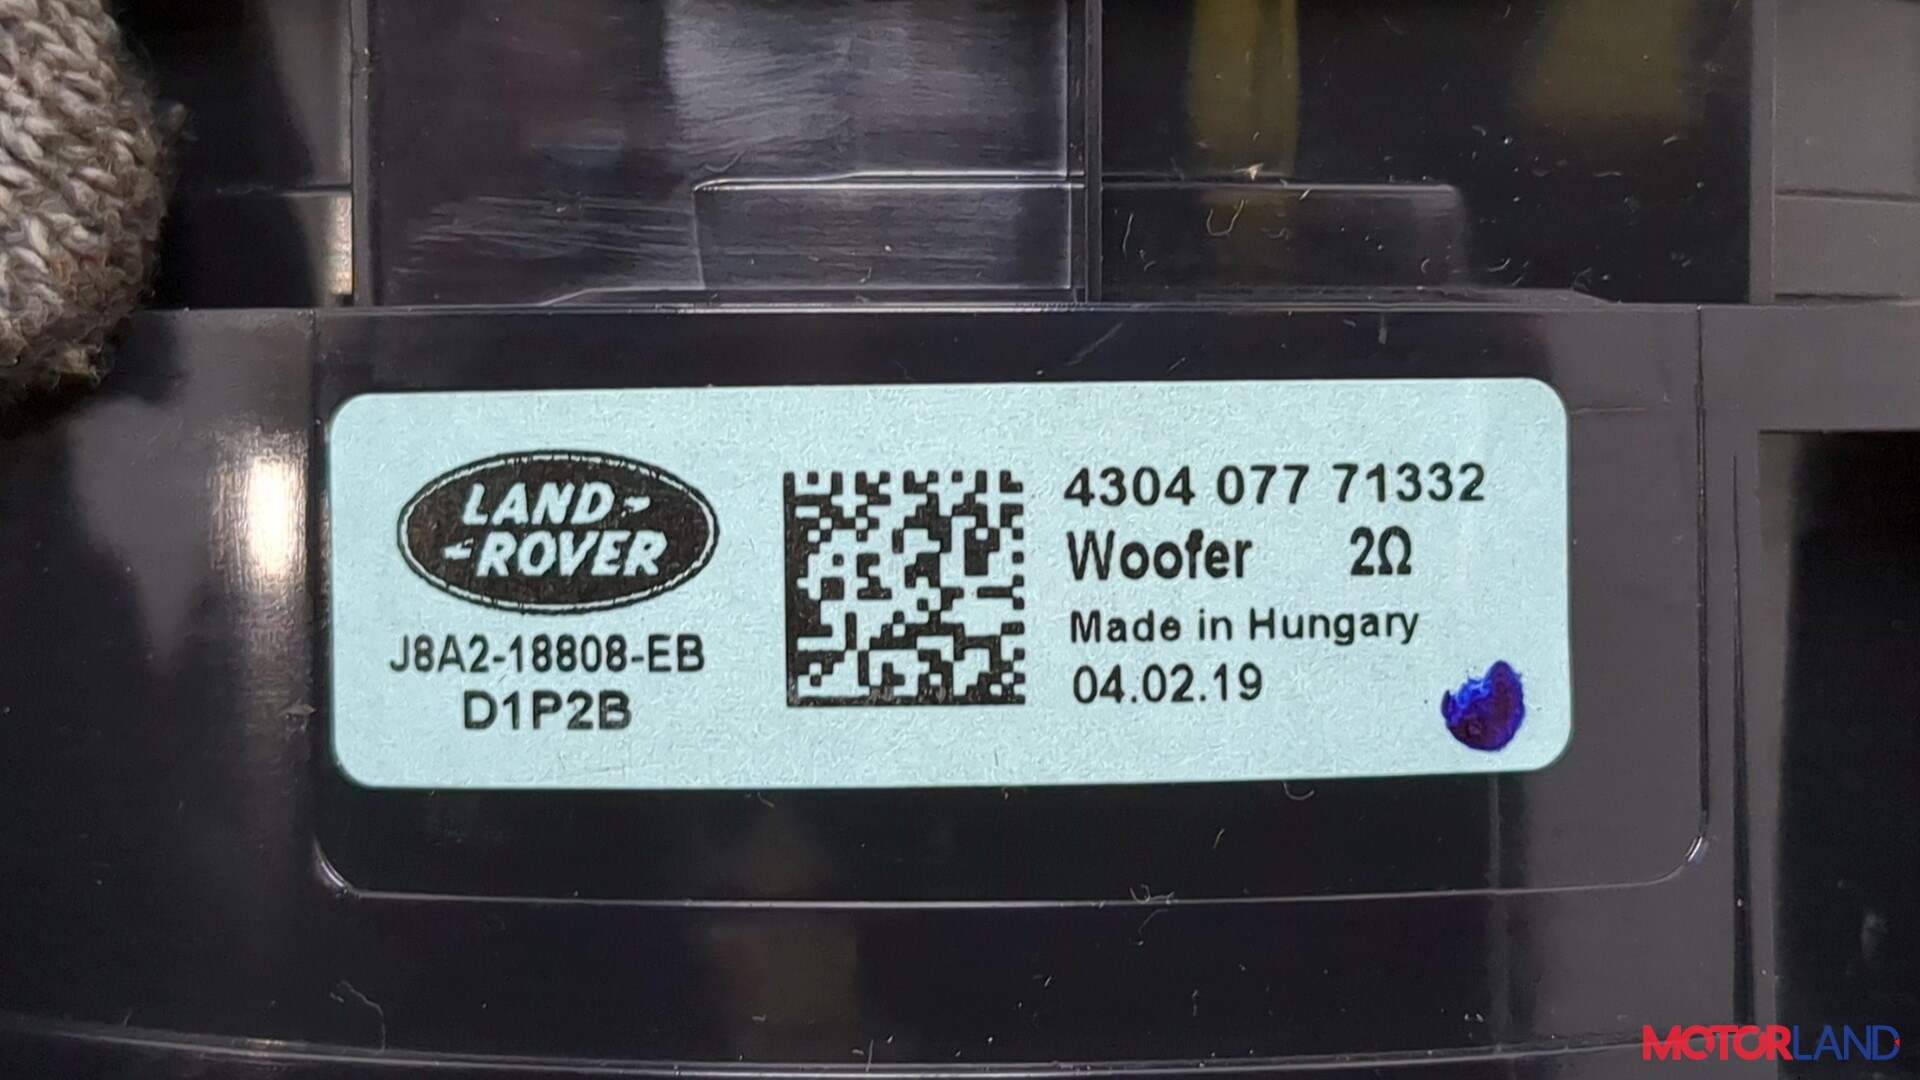 LAND-
-ROVER
J8A2-18808-EB
D1P2B
4304 077 71332
Woofer 2Ω
Made in Hungary
04.02.19
MOTORLAND